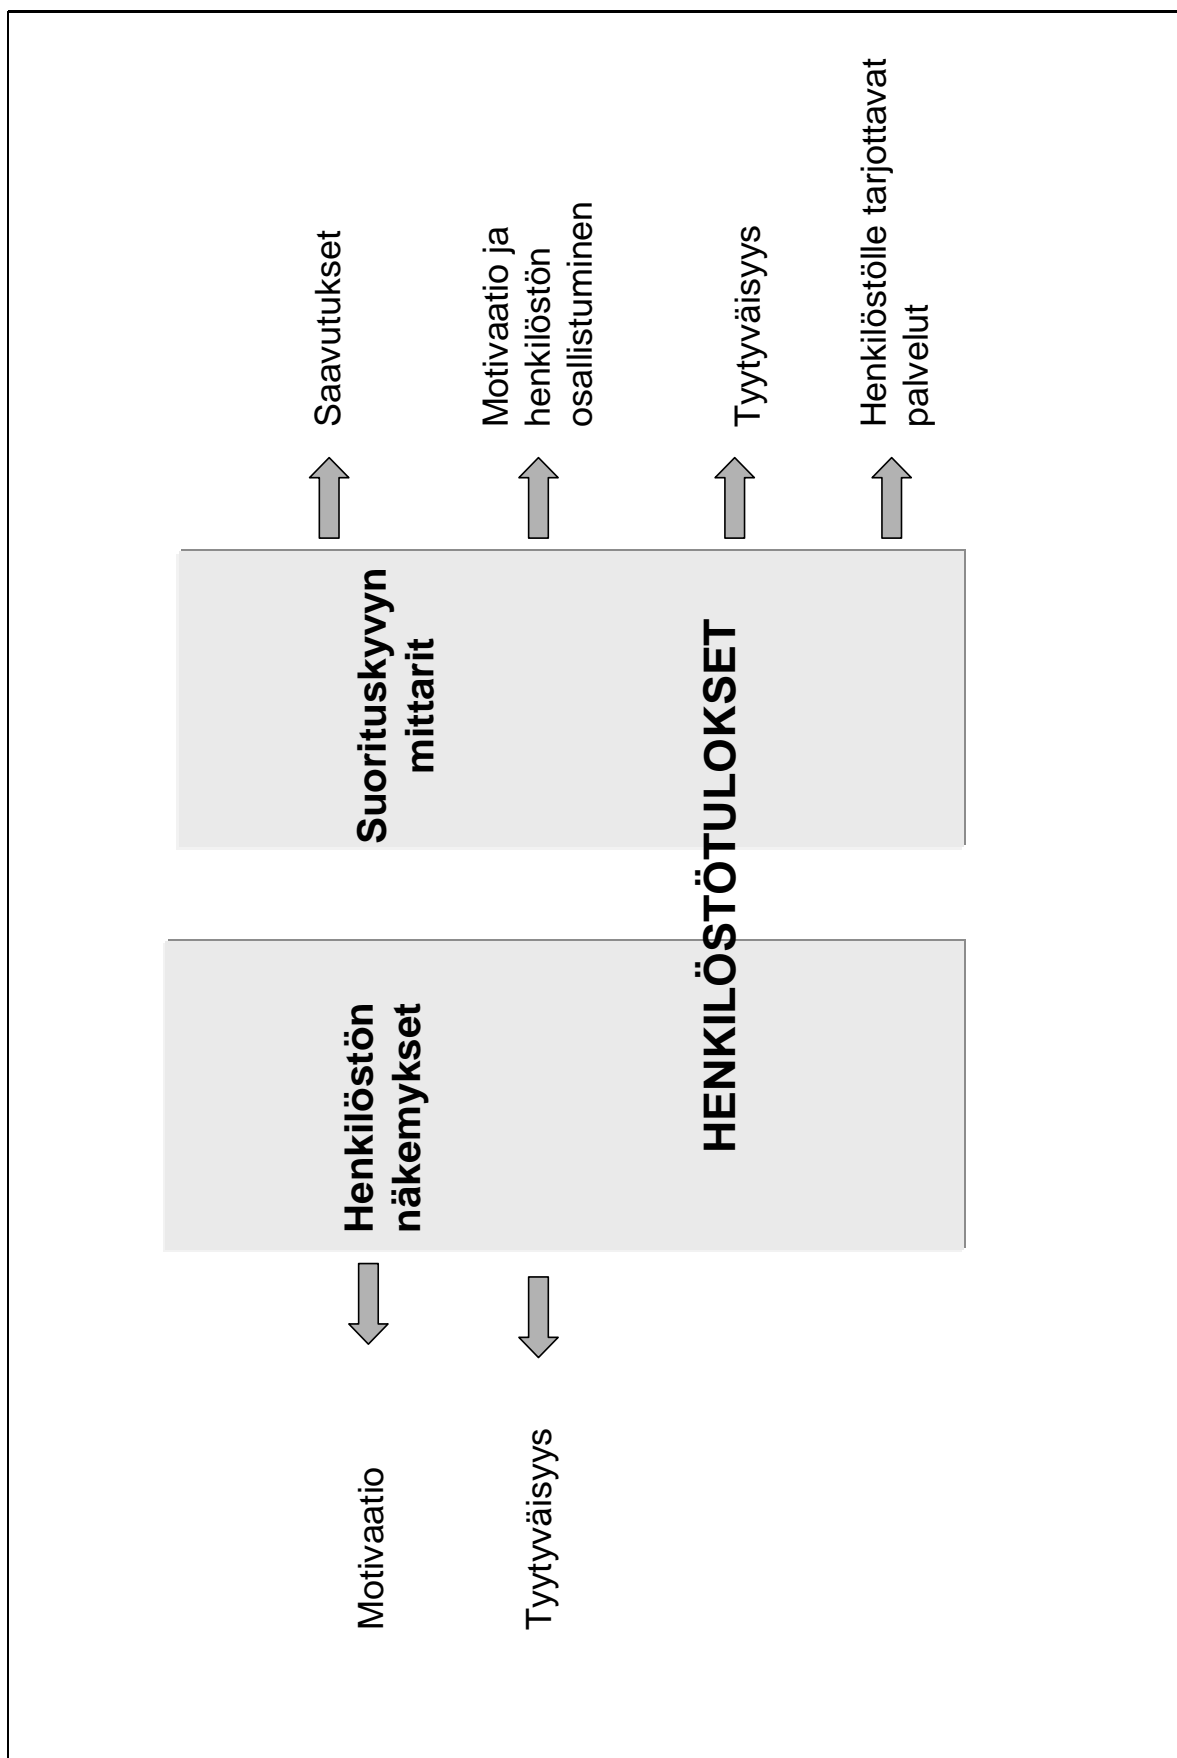 Motivaatio
Tyytyväisyys
Henkilöstön
näkemykset
Suorituskyvyn
mittarit
HENKILÖSTÖTULOKSET
Saavutukset
Motivaatio ja
henkilöstön
osallistuminen
Tyytyväisyys
Henkilöstölle tarjottavat
palvelut